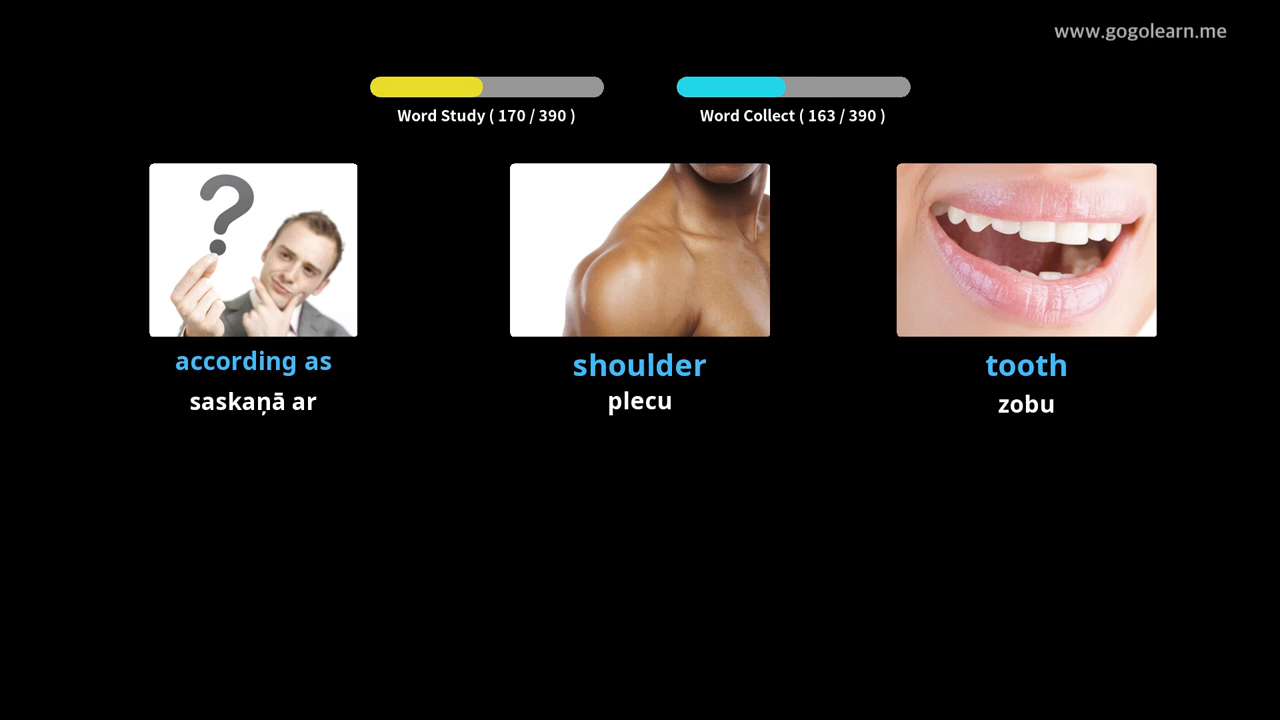 www.gogolearn.me
Word Study ( 170 / 390 )
Word Collect ( 163 / 390 )
according as
saskaņā ar
shoulder
plecu
tooth
zobu